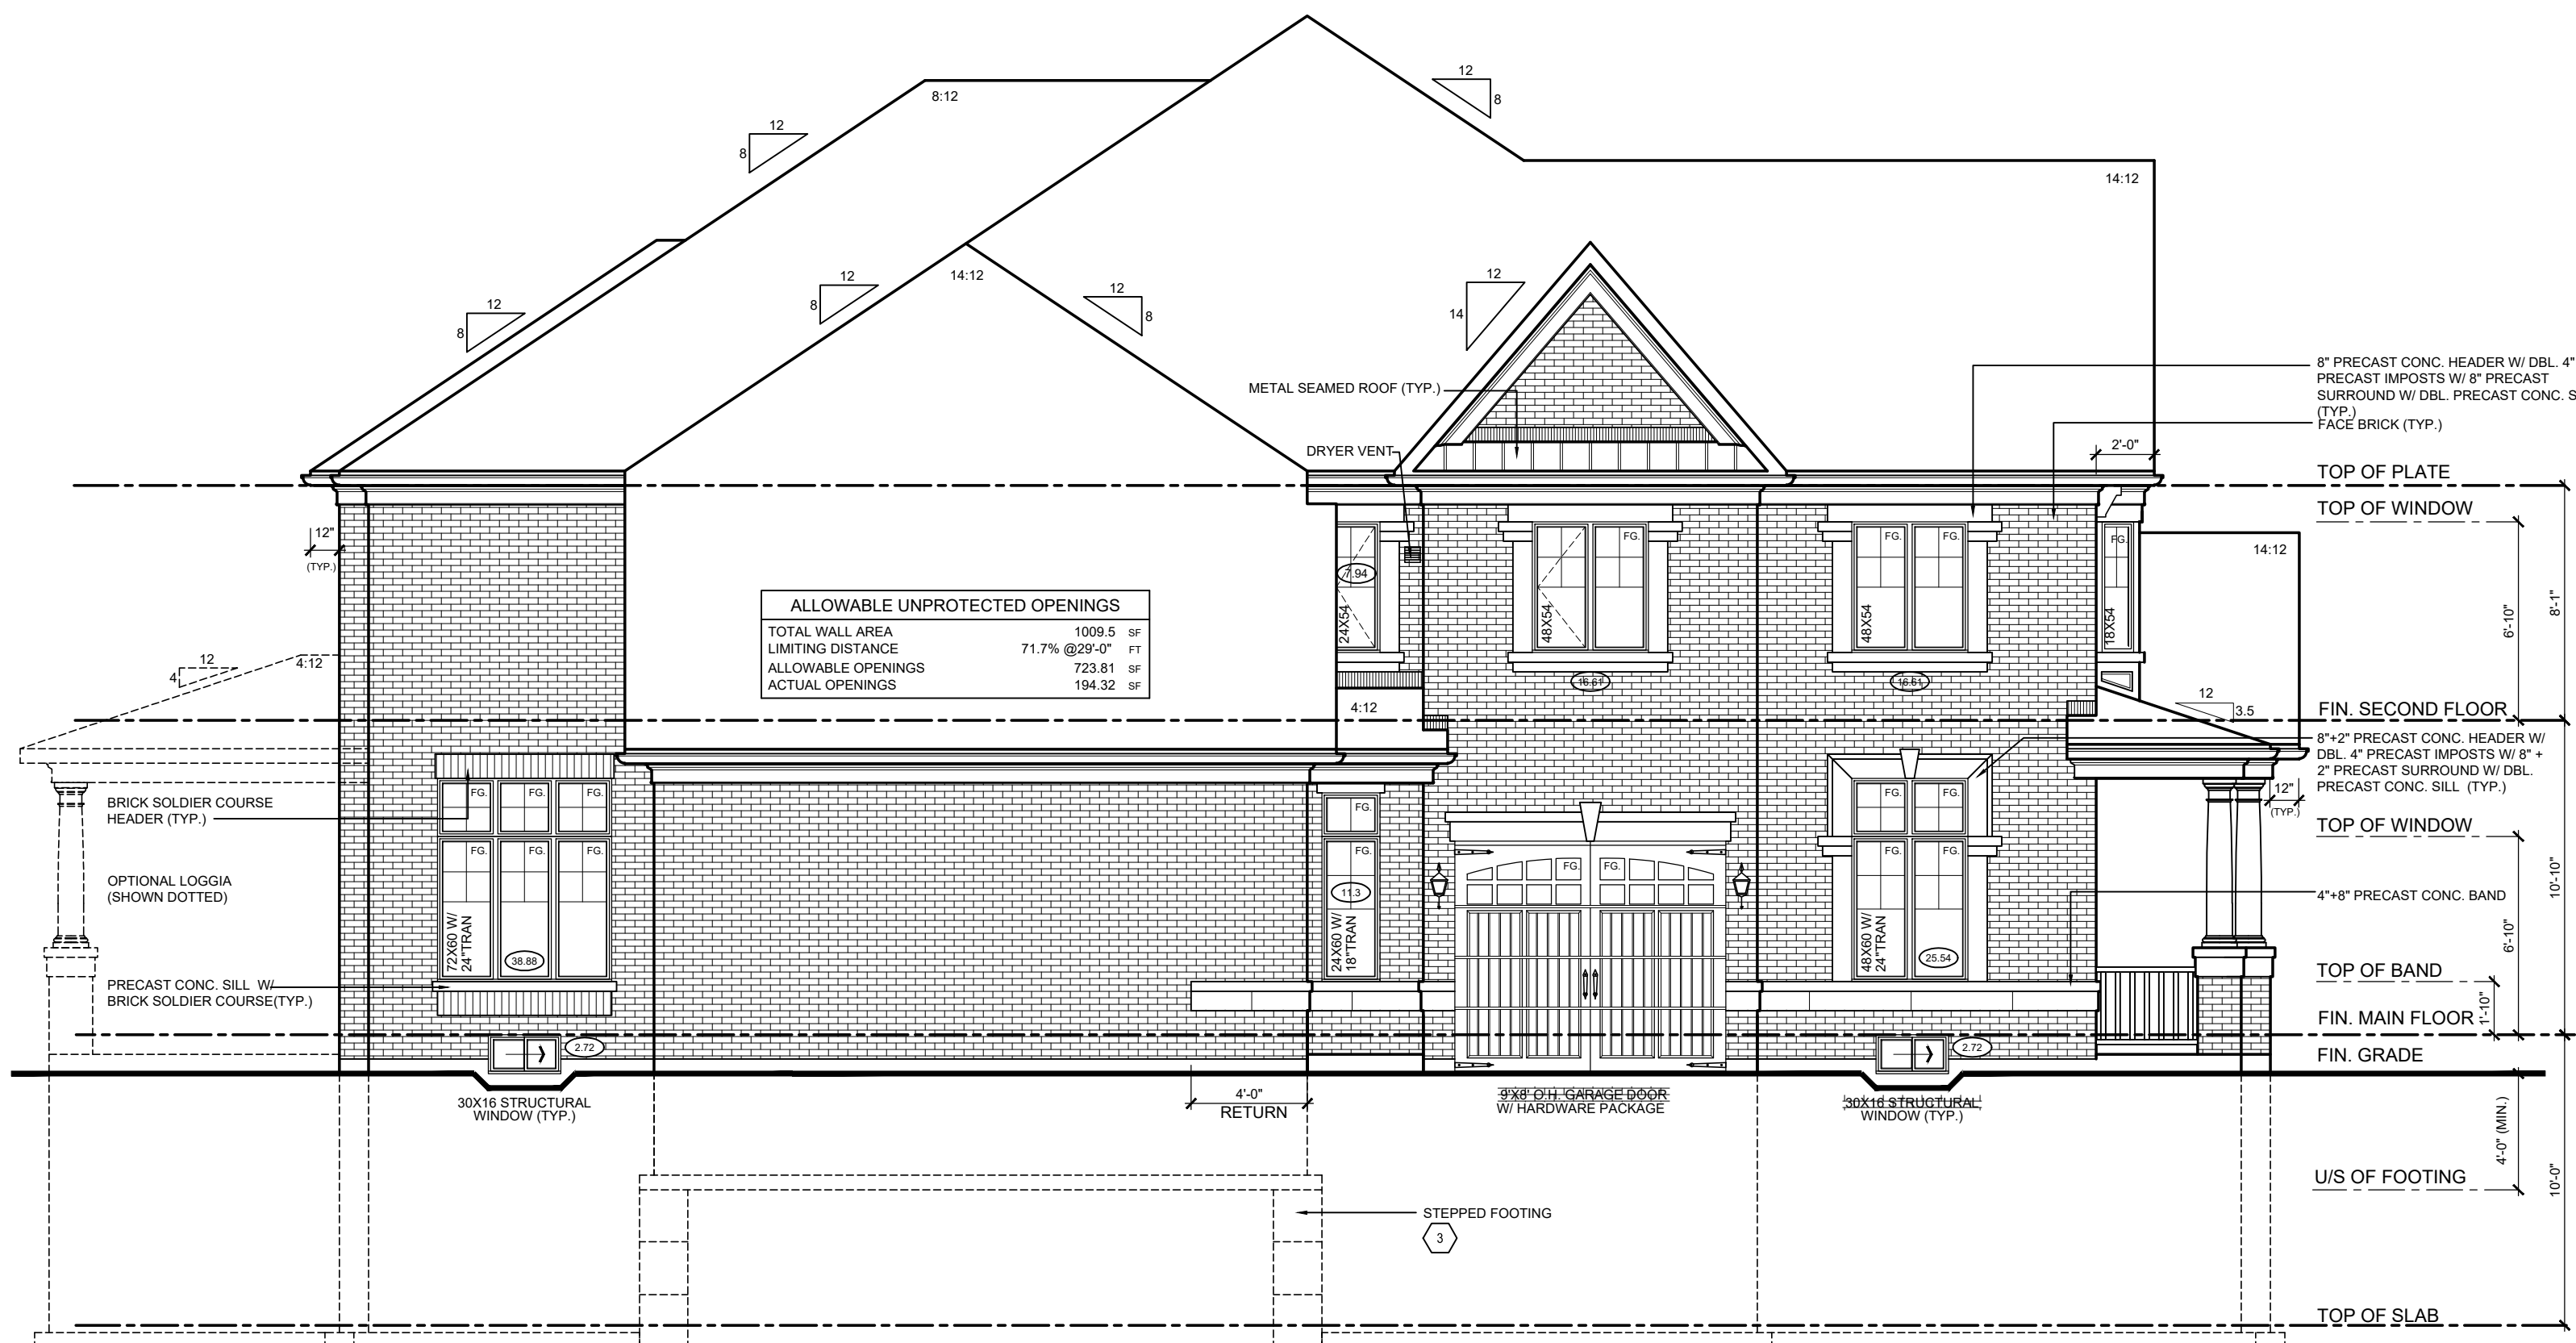 12
8
8:12
12
8
14:12
12
8
12
8
14:12
12
8
12
8
12
14
METAL SEAMED ROOF (TYP.)
DRYER VENT
8" PRECAST CONC. HEADER W/ DBL. 4"
PRECAST IMPOSTS W/ 8" PRECAST
SURROUND W/ DBL. PRECAST CONC.
(TYP.)
FACE BRICK (TYP.)
2'-0"
TOP OF PLATE
TOP OF WINDOW
12"
(TYP.)
14:12
FG.
FG.
FG.
FG.
7.94
24X54
48X54
48X54
18X54
6'-10"
8'-1"
ALLOWABLE UNPROTECTED OPENINGS
TOTAL WALL AREA 1009.5 SF
LIMITING DISTANCE 71.7% @29'-0" FT
ALLOWABLE OPENINGS 723.81 SF
ACTUAL OPENINGS 194.32 SF
12
4
4:12
16.61
16.61
4:12
12
3.5
FIN. SECOND FLOOR
8"+2" PRECAST CONC. HEADER W/
DBL. 4" PRECAST IMPOSTS W/ 8" +
2" PRECAST SURROUND W/ DBL.
PRECAST CONC. SILL (TYP.)
12"
(TYP.)
BRICK SOLDIER COURSE
HEADER (TYP.)
FG.
FG.
FG.
FG.
FG.
FG.
FG.
FG.
FG.
FG.
FG.
FG.
FG.
FG.
TOP OF WINDOW
OPTIONAL LOGGIA
(SHOWN DOTTED)
11.3
4"+8" PRECAST CONC. BAND
10'-10"
6'-10"
72X60 W/
24"TRAN
38.88
24X60 W/
18"TRAN
48X60 W/
24"TRAN
25.54
PRECAST CONC. SILL W/
BRICK SOLDIER COURSE(TYP.)
TOP OF BAND
1'-10"
FIN. MAIN FLOOR
2.72
2.72
FIN. GRADE
30X16 STRUCTURAL
WINDOW (TYP.)
4'-0"
RETURN
9'X8' O.H. GARAGE DOOR
W/ HARDWARE PACKAGE
30X16 STRUCTURAL
WINDOW (TYP.)
4'-0" (MIN.)
U/S OF FOOTING
10'-0"
STEPPED FOOTING
3
TOP OF SLAB